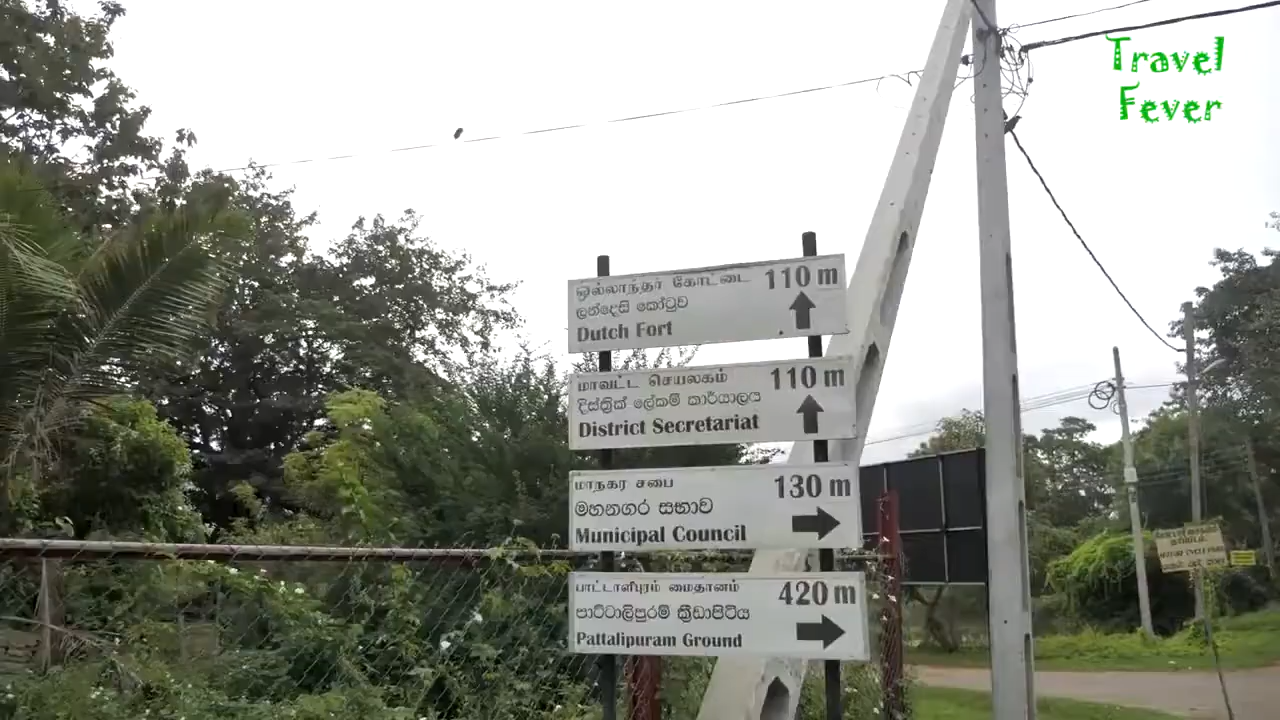 Travel
Fever
ஒல்லாந்தர் கோட்டை 110 m
ලන්දේසි කෝටුව
Dutch Fort
மாவட்ட செயலகம் 110 m
දිස්ත්‍රික් ලේකම් කාර්යාලය
District Secretariat
மாநகர சபை 130 m
මහනගර සභාව
Municipal Council
பாட்டாளிபுரம் மைதானம் 420 m
පාට්ටාලිපුරම් ක්‍රීඩාපිටිය
Pattalipuram Ground